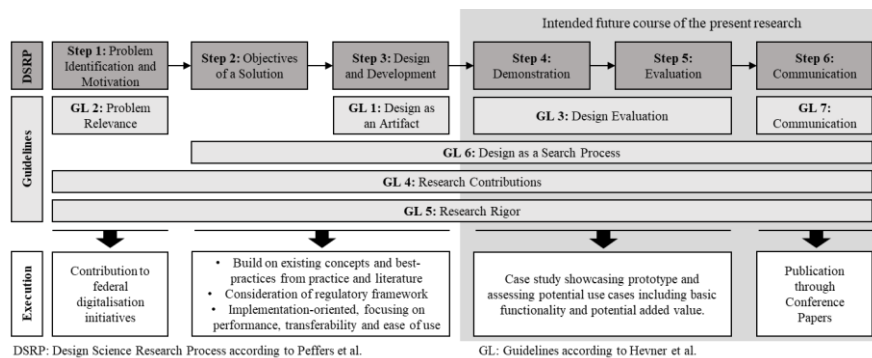 Intended future course of the present research
DSRP
Step 1: Problem
Identification and
Motivation
Step 2: Objectives
of a Solution
Step 3: Design
and Development
Step 4:
Demonstration
Step 5:
Evaluation
Step 6:
Communication
Guidelines
GL 2: Problem
Relevance
GL 1: Design as
an Artifact
GL 3: Design Evaluation
GL 7:
Communication
GL 6: Design as a Search Process
GL 4: Research Contributions
GL 5: Research Rigor
Execution
Contribution to
federal
digitalisation
initiatives
• Build on existing concepts and best-
practices from practice and literature
• Consideration of regulatory framework
• Implementation-oriented, focusing on
performance, transferability and ease of use
Case study showcasing prototype and
assessing potential use cases including basic
functionality and potential added value.
Publication
through
Conference
Papers
DSRP: Design Science Research Process according to Peffers et al.
GL: Guidelines according to Hevner et al.